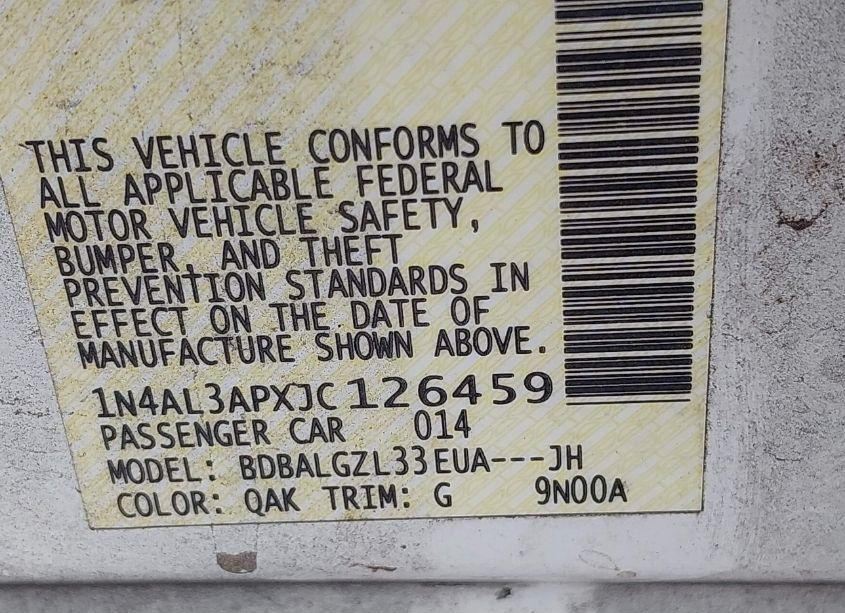 THIS VEHICLE CONFORMS TO
ALL APPLICABLE FEDERAL
MOTOR VEHICLE SAFETY,
BUMPER, AND THEFT
PREVENTION STANDARDS IN
EFFECT ON THE DATE OF
MANUFACTURE SHOWN ABOVE.
1N4AL3APXJC126459
PASSENGER CAR 014
MODEL: BDBALGZL33EUA---JH
COLOR: QAK TRIM: G 9N00A